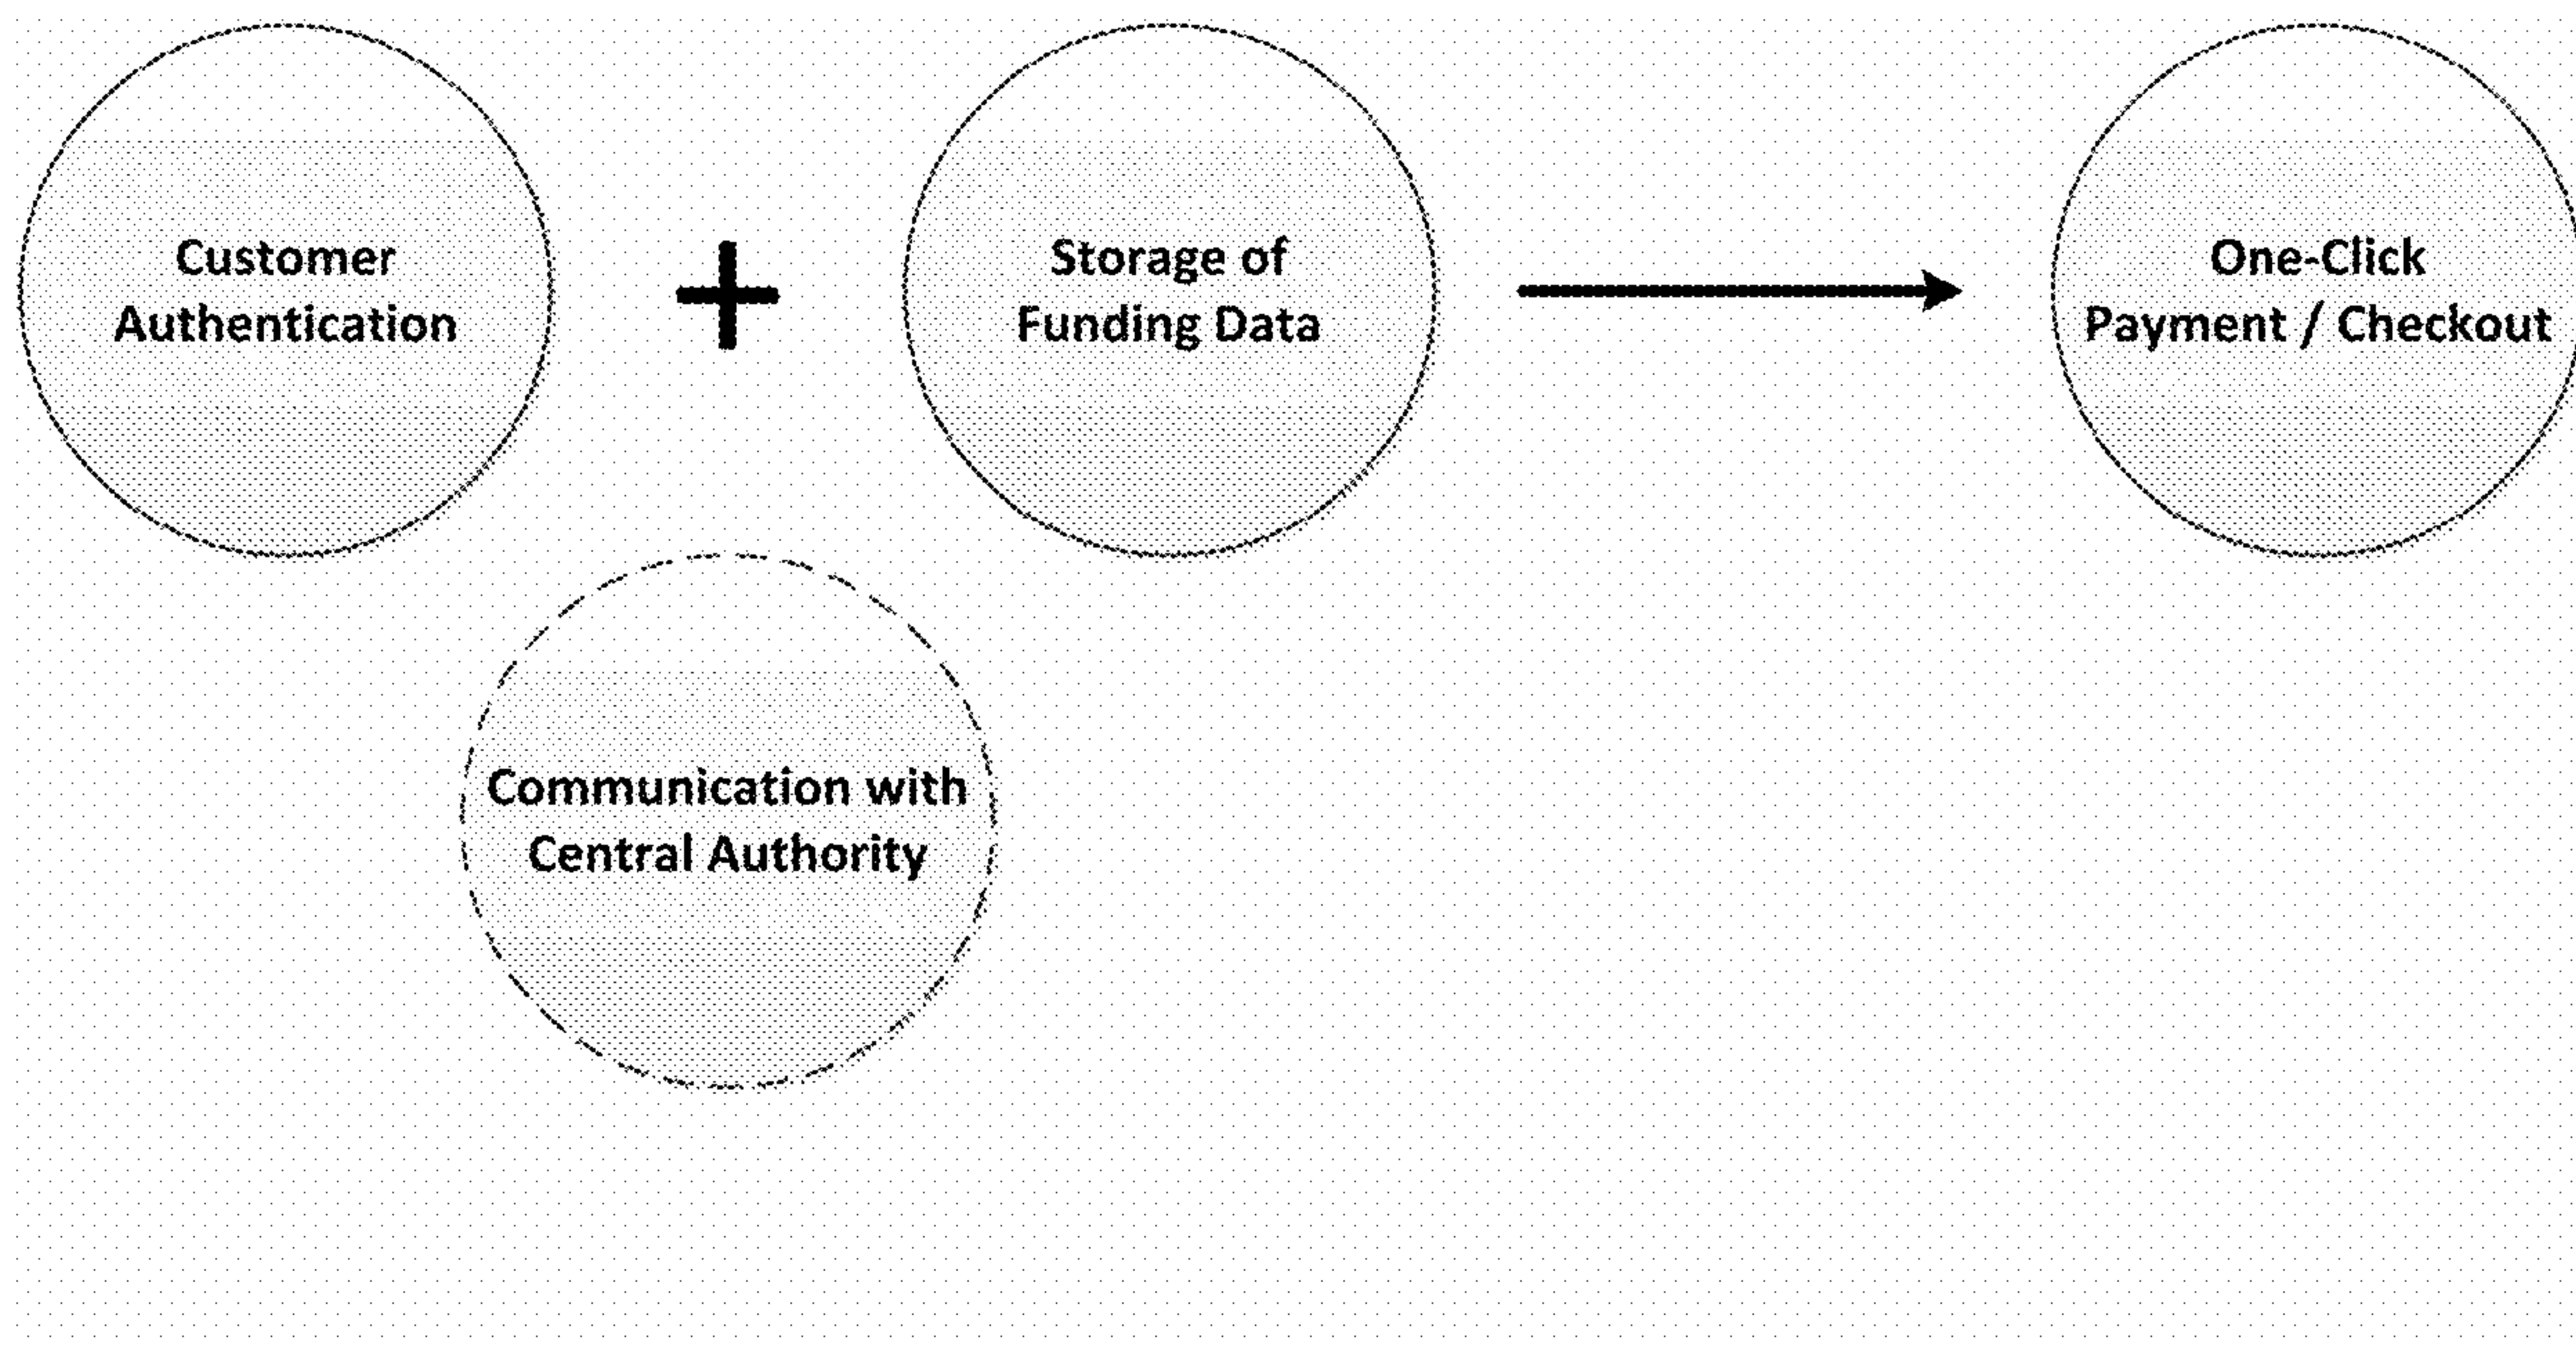 Customer
Authentication
+
Storage of
Funding Data
One-Click
Payment / Checkout
Communication with
Central Authority